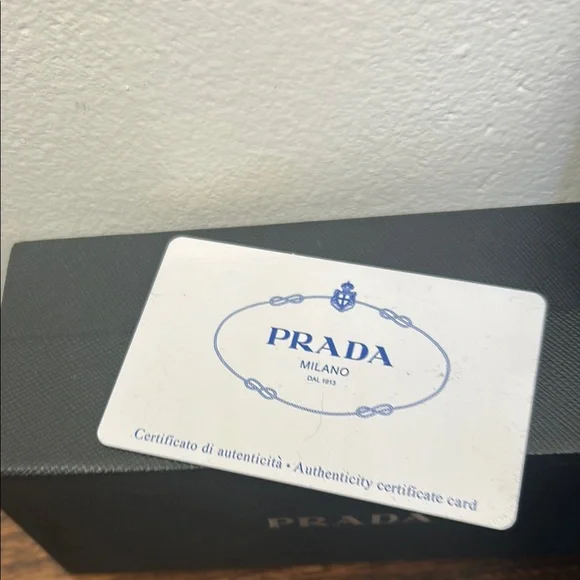 PRADA
MILANO
DAL 1913
Certificato di autenticità • Authenticity certificate card
PRADA